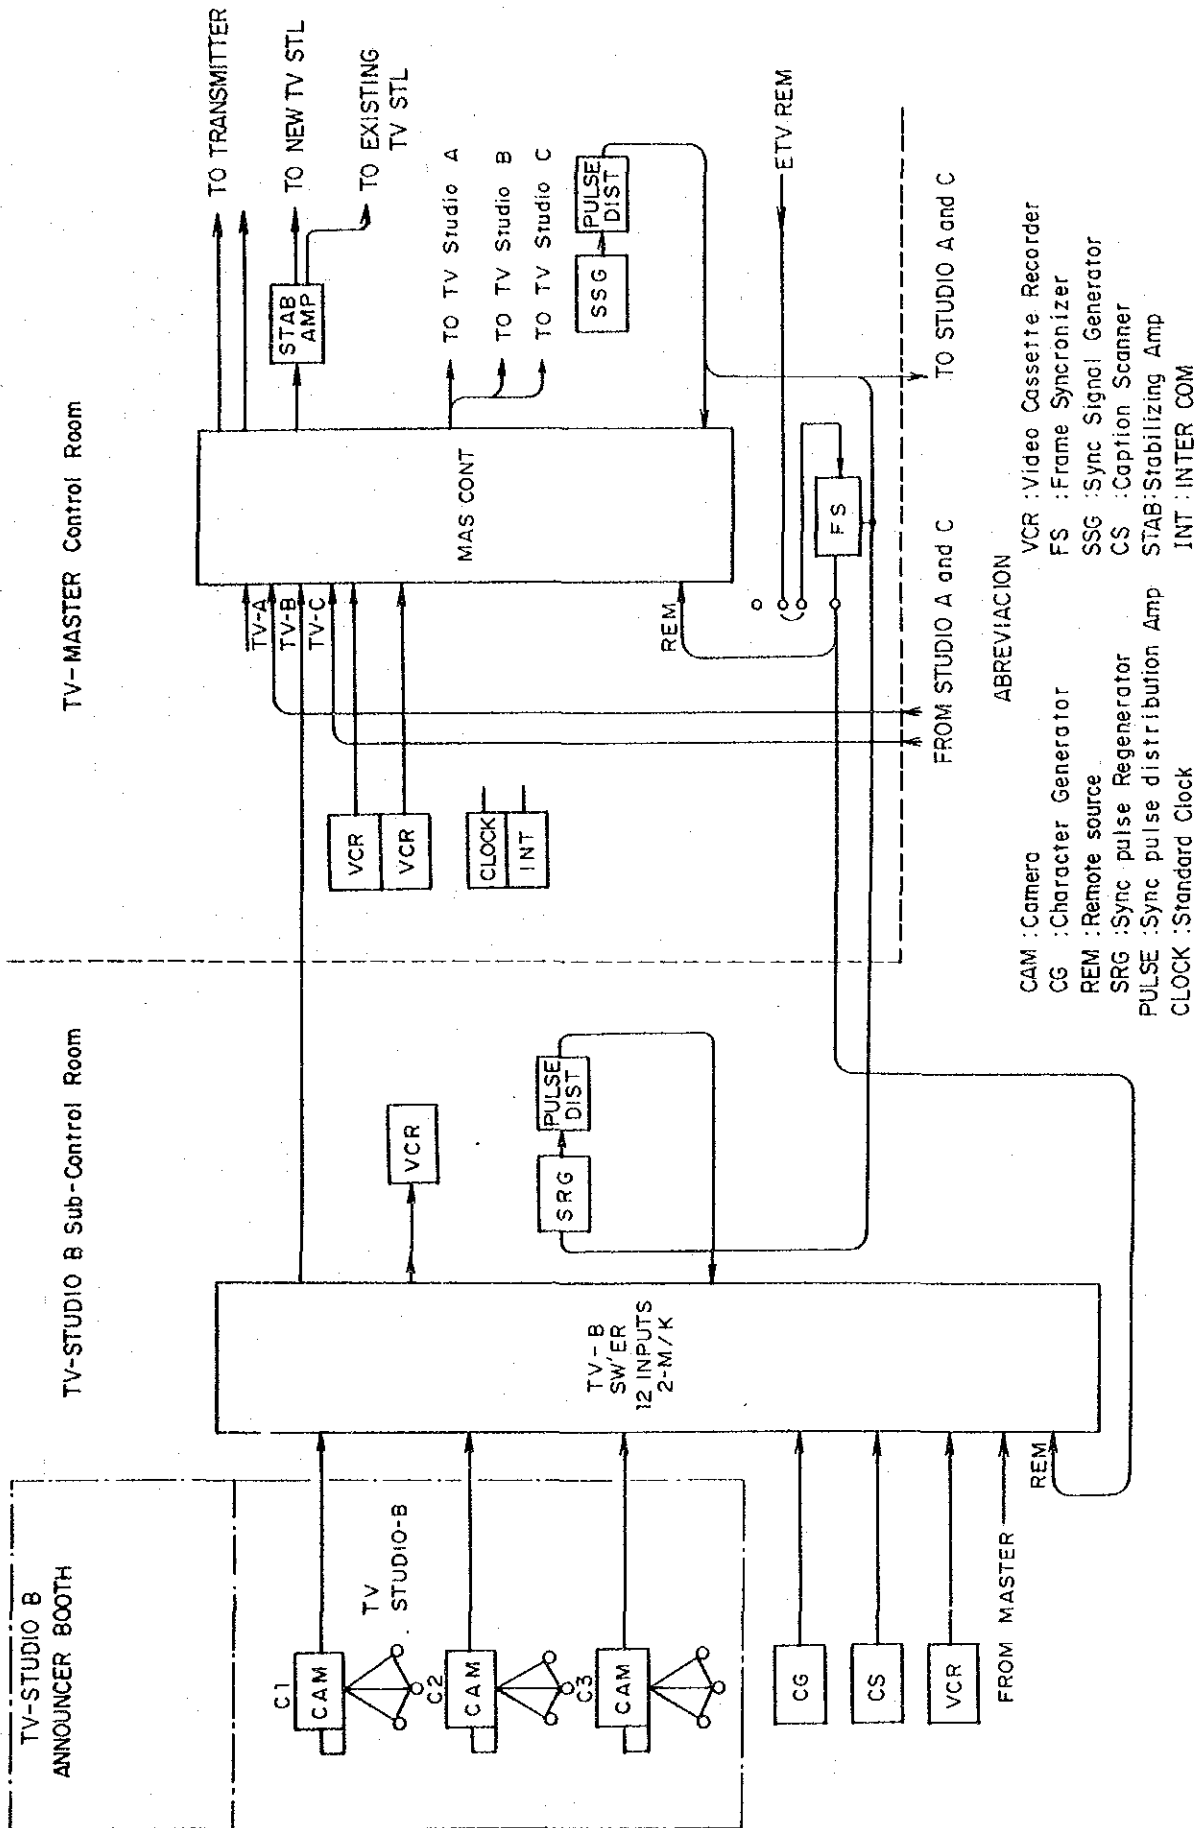 TV-STUDIO B
ANNOUNCER BOOTH
TV-STUDIO B Sub-Control Room
TV-MASTER Control Room
C1
CAM
TV
STUDIO-B
C2
CAM
C3
CAM
CG
CS
VCR
FROM MASTER
REM
TV-B
SW'ER
12 INPUTS
2-M/K
VCR
SRG
PULSE
DIST
VCR
VCR
CLOCK
INT
TV-A
TV-B
TV-C
REM
MAS CONT
STAB
AMP
TO TRANSMITTER
TO NEW TV STL
TO EXISTING
TV STL
TO TV Studio A
TO TV Studio B
TO TV Studio C
SSG
PULSE
DIST
ETV REM
FS
FROM STUDIO A and C
TO STUDIO A and C
ABREVIACION
CAM :Camera
CG :Character Generator
REM :Remote source
SRG :Sync pulse Regenerator
PULSE :Sync pulse distribution Amp
CLOCK :Standard Clock
VCR :Video Cassette Recorder
FS :Frame Syncronizer
SSG :Sync Signal Generator
CS :Caption Scanner
STAB:Stabilizing Amp
INT :INTER COM